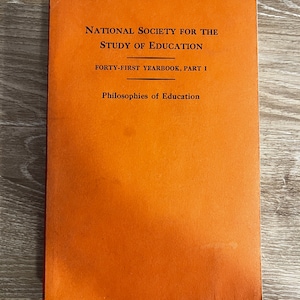 National Society for the
Study of Education
FORTY-FIRST YEARBOOK, PART I
Philosophies of Education